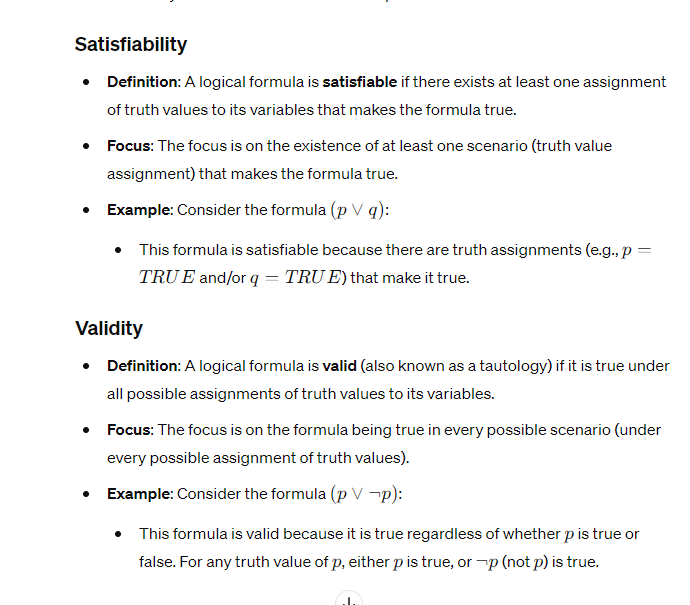 Satisfiability
• Definition: A logical formula is satisfiable if there exists at least one assignment
of truth values to its variables that makes the formula true.
• Focus: The focus is on the existence of at least one scenario (truth value
assignment) that makes the formula true.
• Example: Consider the formula (p ∨ q):
• This formula is satisfiable because there are truth assignments (e.g., p =
TRUE and/or q = TRUE) that make it true.
Validity
• Definition: A logical formula is valid (also known as a tautology) if it is true under
all possible assignments of truth values to its variables.
• Focus: The focus is on the formula being true in every possible scenario (under
every possible assignment of truth values).
• Example: Consider the formula (p ∨ ¬p):
• This formula is valid because it is true regardless of whether p is true or
false. For any truth value of p, either p is true, or ¬p (not p) is true.